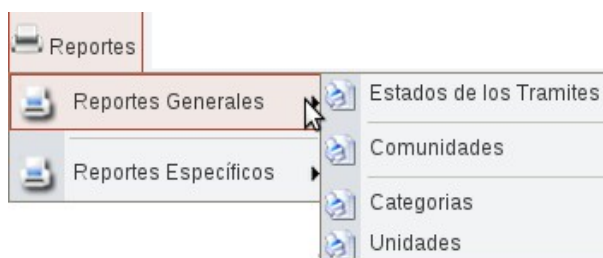 Reportes
Reportes Generales
Reportes Específicos
Estados de los Tramites
Comunidades
Categorias
Unidades